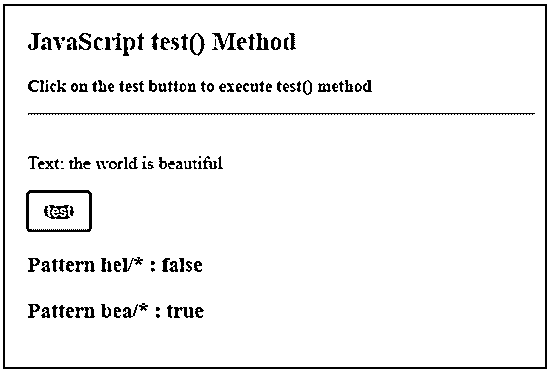 JavaScript test() Method
Click on the test button to execute test() method
Text: the world is beautiful
test
Pattern hel/* : false
Pattern bea/* : true